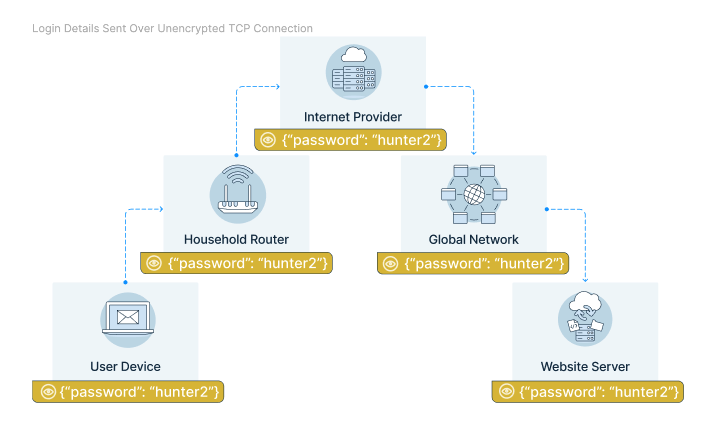 Login Details Sent Over Unencrypted TCP Connection
Internet Provider
{“password”: “hunter2”}
Household Router
{“password”: “hunter2”}
Global Network
{“password”: “hunter2”}
User Device
{“password”: “hunter2”}
Website Server
{“password”: “hunter2”}